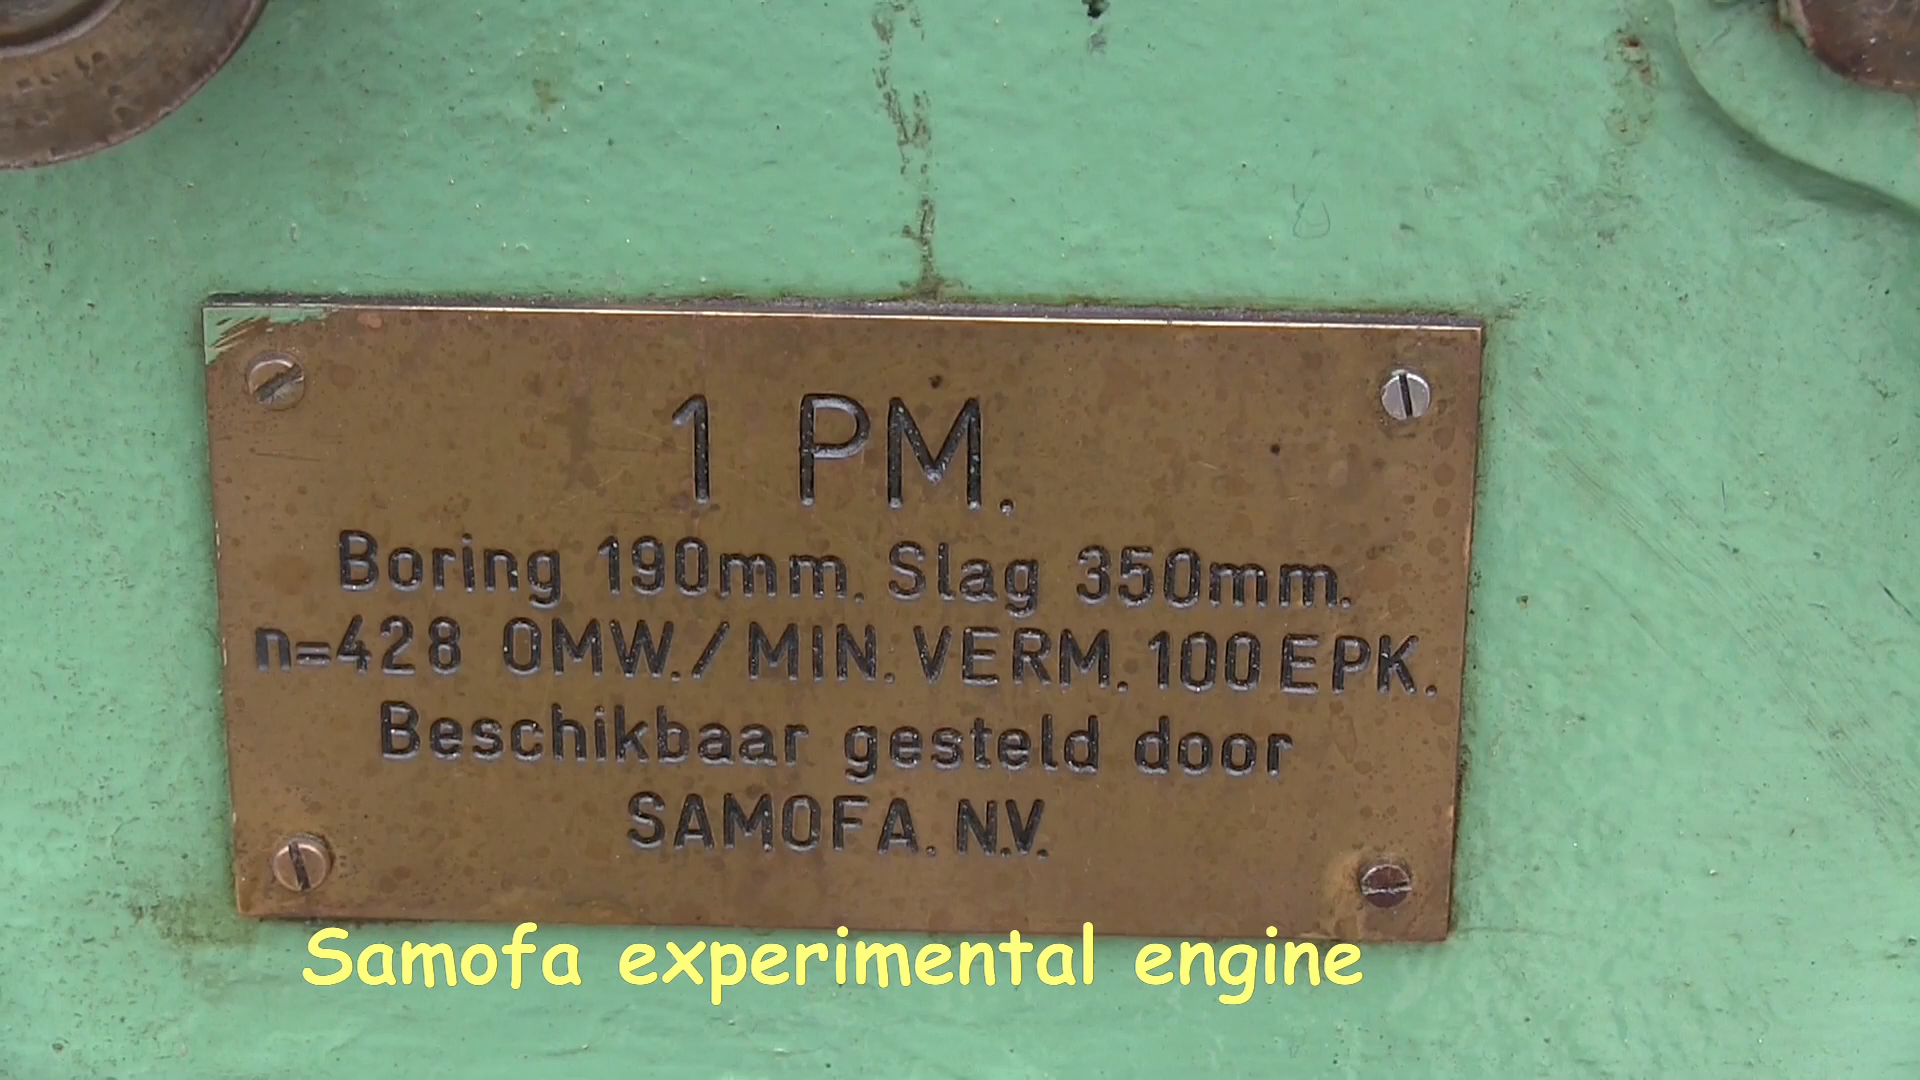 1 PM.
Boring 190mm. Slag 350mm.
n=428 OMW./MIN. VERM. 100 EPK.
Beschikbaar gesteld door
SAMOFA. N.V.
Samofa experimental engine